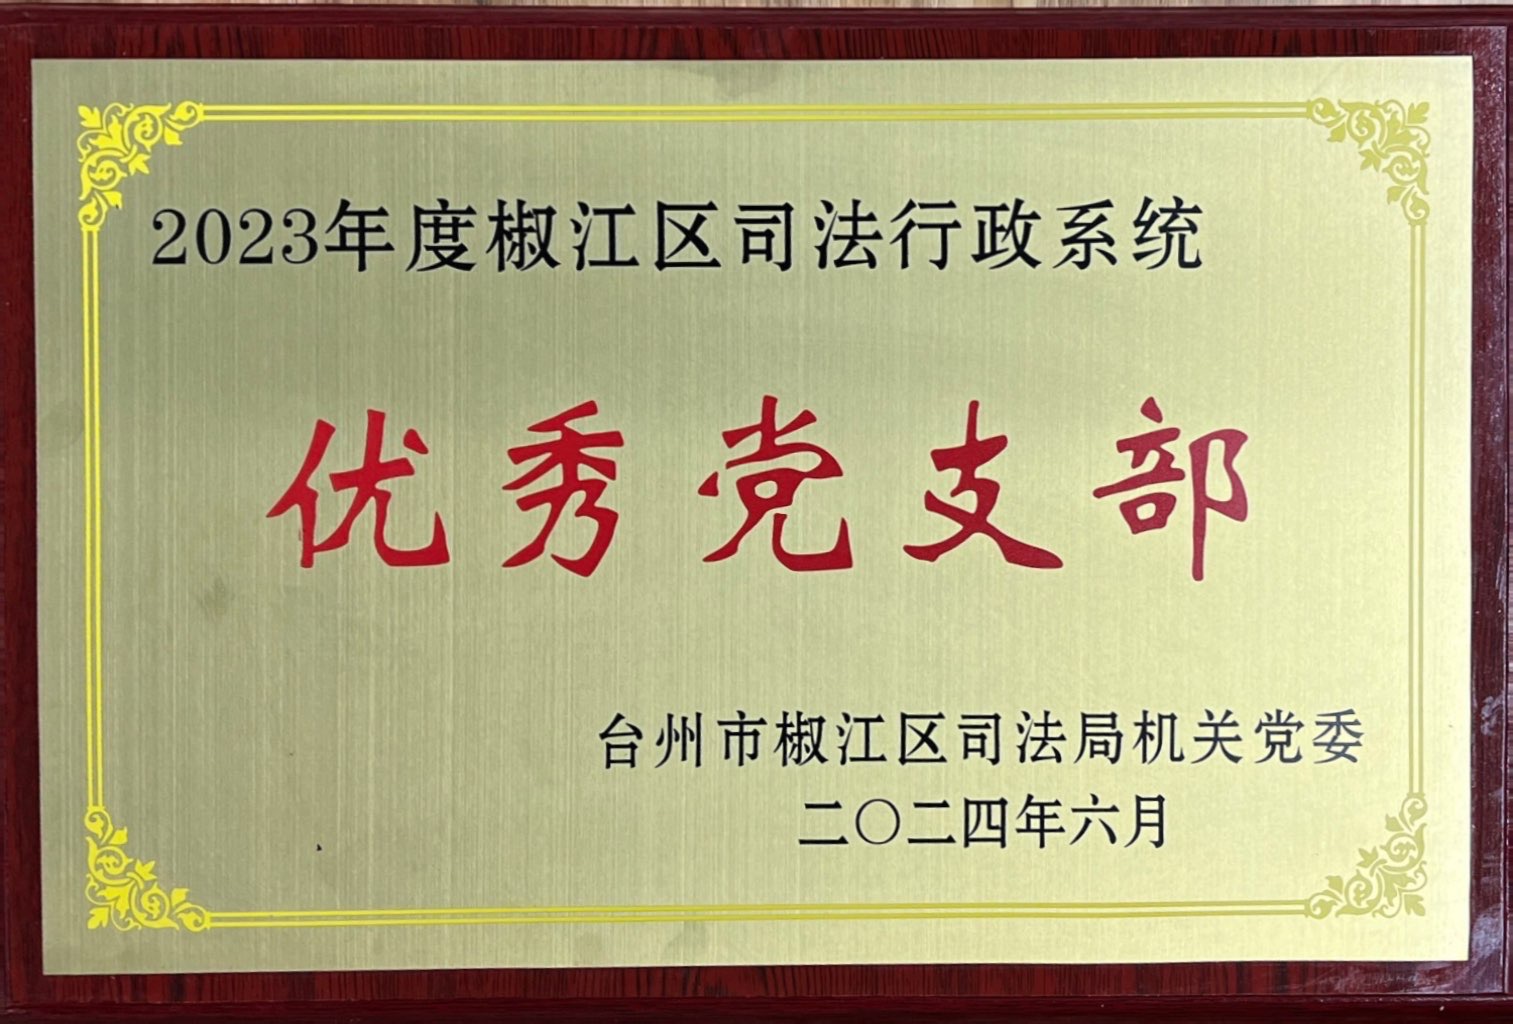 2023年度椒江区司法行政系统
优秀党支部
台州市椒江区司法局机关党委
二〇二四年六月